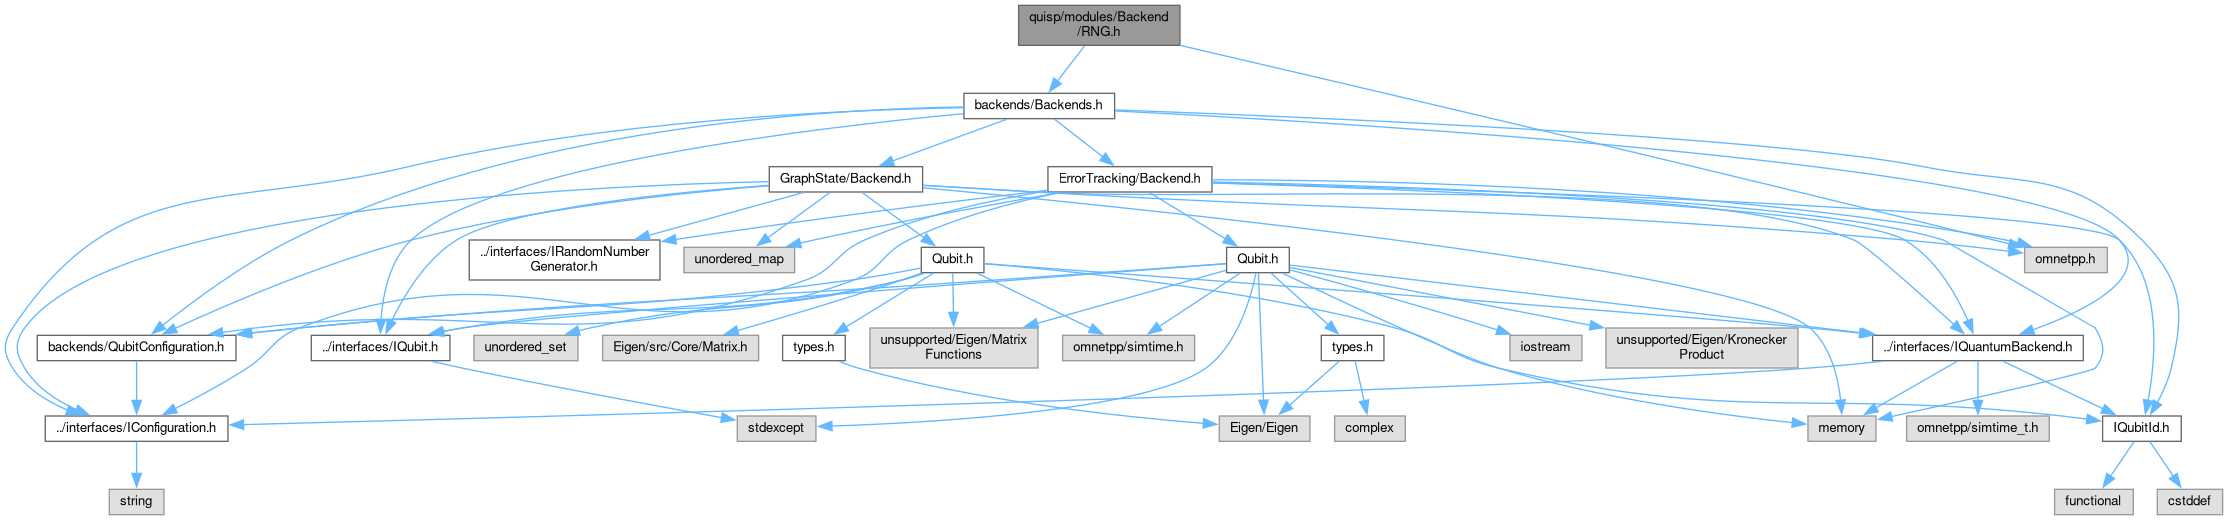 quisp/modules/Backend
/RNG.h
backends/Backends.h
GraphState/Backend.h
ErrorTracking/Backend.h
../interfaces/IRandomNumber
Generator.h
unordered_map
Qubit.h
Qubit.h
omnetpp.h
backends/QubitConfiguration.h
../interfaces/IQubit.h
unordered_set
Eigen/src/Core/Matrix.h
types.h
unsupported/Eigen/Matrix
Functions
omnetpp/simtime.h
types.h
iostream
unsupported/Eigen/Kronecker
Product
../interfaces/IQuantumBackend.h
../interfaces/IConfiguration.h
stdexcept
Eigen/Eigen
complex
memory
omnetpp/simtime_t.h
IQubitId.h
string
functional
cstddef